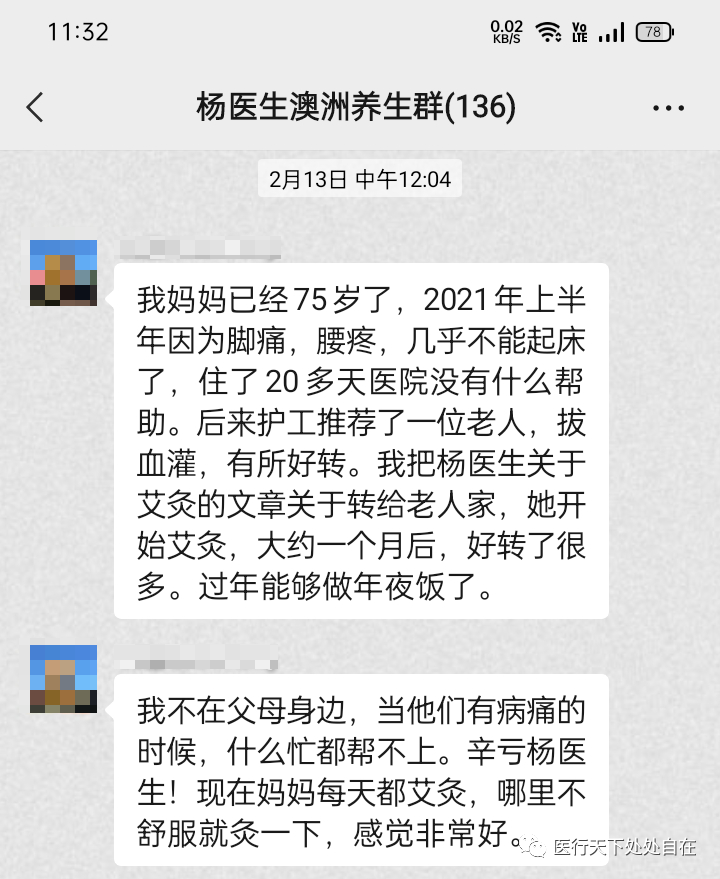 11:32
0.02
KB/S
Vo
LTE
78
杨医生澳洲养生群(136)
2月13日 中午12:04
我妈妈已经75岁了，2021年上半
年因为脚痛，腰疼，几乎不能起床
了，住了20多天医院没有什么帮
助。后来护工推荐了一位老人，拔
血灌，有所好转。我把杨医生关于
艾灸的文章关于转给老人家，她开
始艾灸，大约一个月后，好转了很
多。过年能够做年夜饭了。
我不在父母身边，当他们有病痛的
时候，什么忙都帮不上。辛亏杨医
生！现在妈妈每天都艾灸，哪里不
舒服就灸一下，感觉非常好。
医行天下处处自在